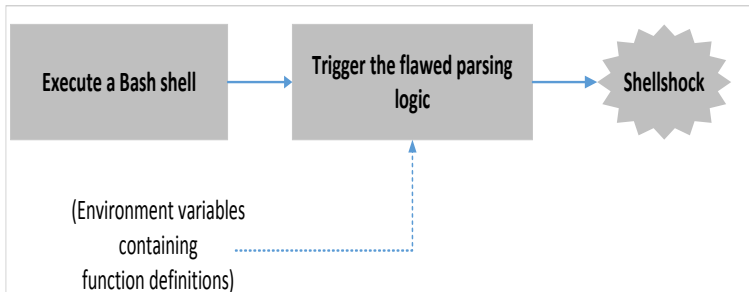 Execute a Bash shell
Trigger the flawed parsing
logic
Shellshock
(Environment variables
containing
function definitions)